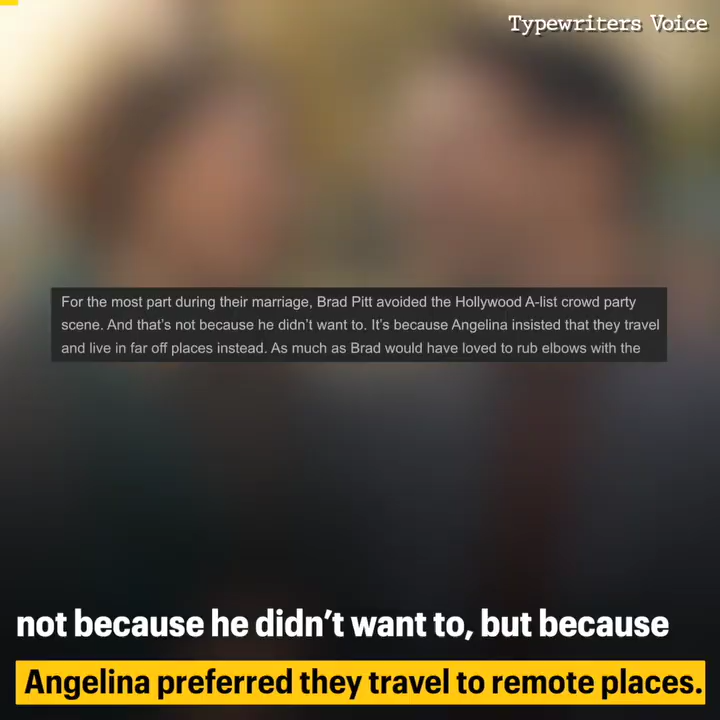 Typewriters Voice
For the most part during their marriage, Brad Pitt avoided the Hollywood A-list crowd party
scene. And that's not because he didn't want to. It's because Angelina insisted that they travel
and live in far off places instead. As much as Brad would have loved to rub elbows with the
not because he didn't want to, but because
Angelina preferred they travel to remote places.